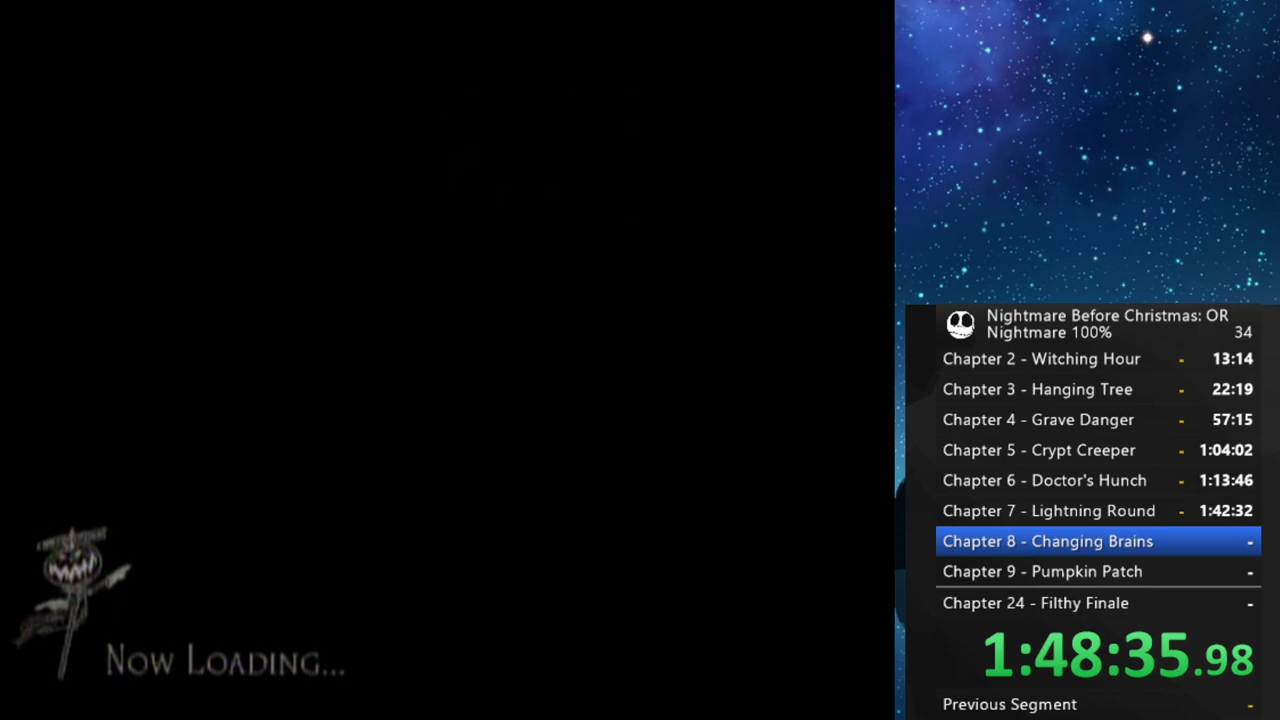 Now Loading...
Nightmare Before Christmas: OR
Nightmare 100% 34
Chapter 2 - Witching Hour - 13:14
Chapter 3 - Hanging Tree - 22:19
Chapter 4 - Grave Danger - 57:15
Chapter 5 - Crypt Creeper - 1:04:02
Chapter 6 - Doctor's Hunch - 1:13:46
Chapter 7 - Lightning Round - 1:42:32
Chapter 8 - Changing Brains -
Chapter 9 - Pumpkin Patch -
Chapter 24 - Filthy Finale -
1:48:35.98
Previous Segment -